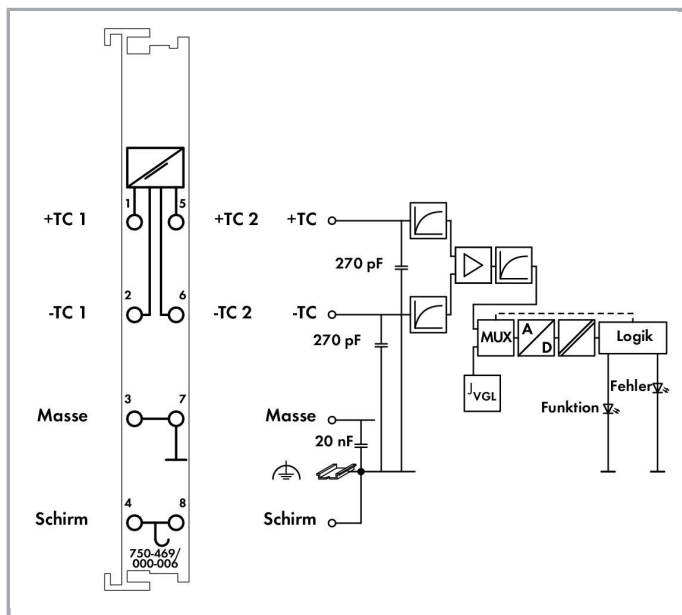 1 5
+TC 1 +TC 2 +TC
270 pF
2 6
-TC 1 -TC 2 -TC
270 pF
MUX A D Logik
J VGL
Fehler
Funktion
3 7
Masse Masse
20 nF
4 8
Schirm Schirm
750-469/
000-006